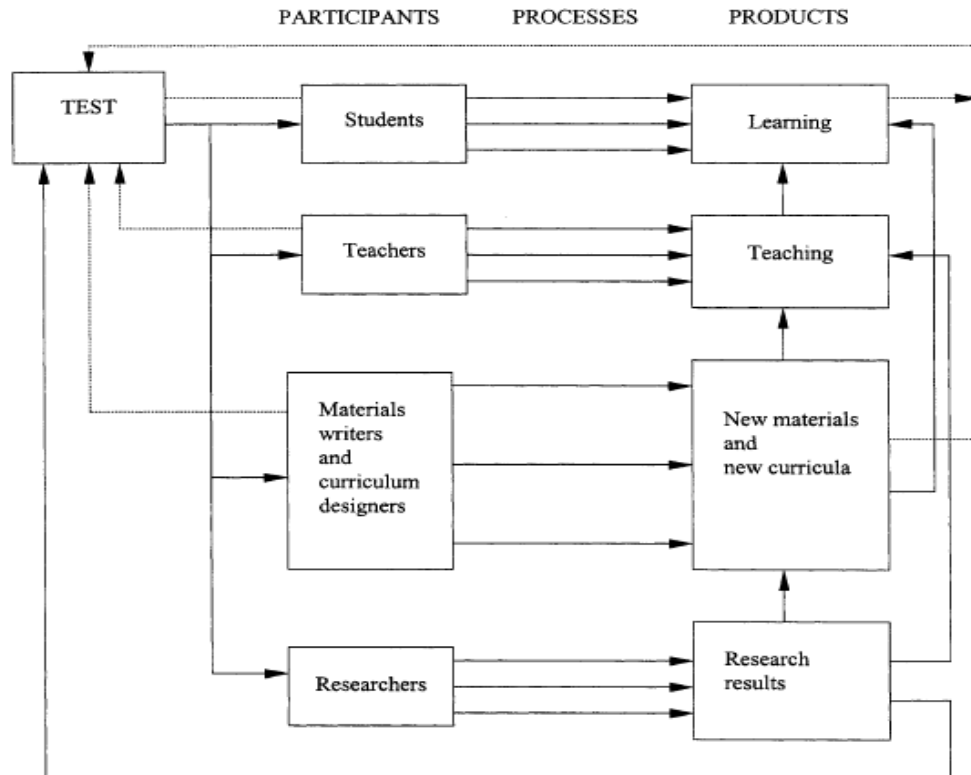 PARTICIPANTS PROCESSES PRODUCTS
TEST
Students
Learning
Teachers
Teaching
Materials
writers
and
curriculum
designers
New materials
and
new curricula
Researchers
Research
results